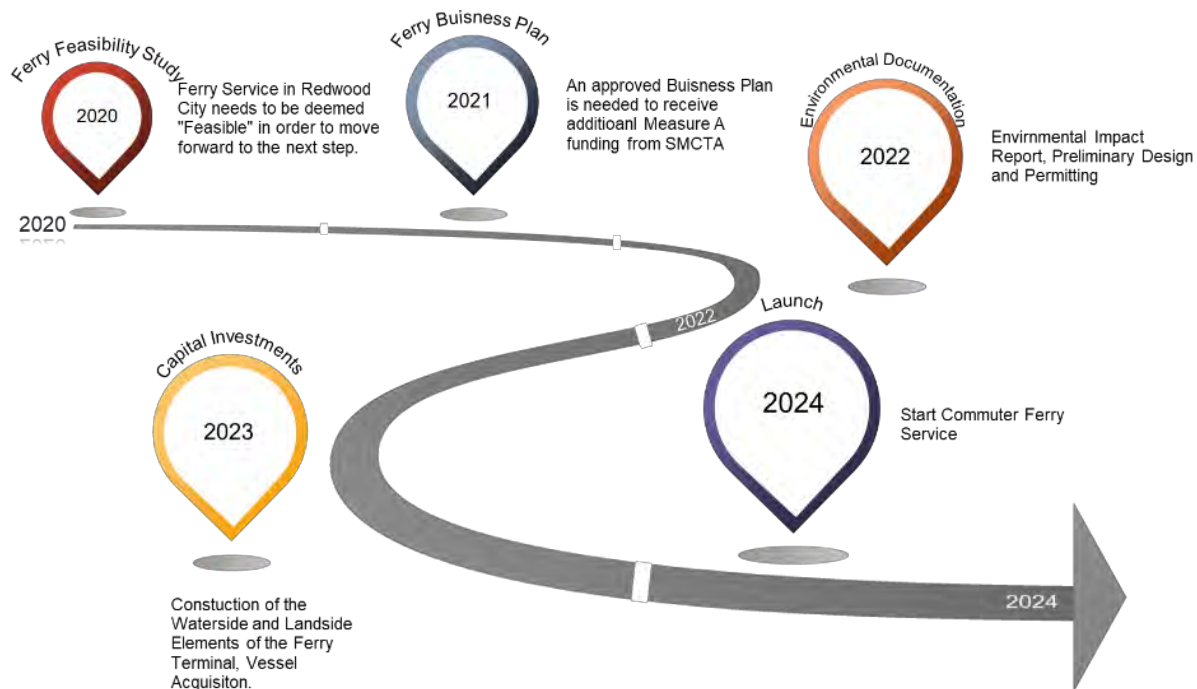 Ferry Feasibility Study
2020
Ferry Service in Redwood
City needs to be deemed
"Feasible" in order to move
forward to the next step.
Ferry Buisness Plan
2021
An approved Buisness Plan
is needed to receive
additioanl Measure A
funding from SMCTA
Environmental Documentation
2022
Envirnmental Impact
Report, Preliminary Design
and Permitting
2020
2022
Capital Investments
2023
Constuction of the
Waterside and Landside
Elements of the Ferry
Terminal, Vessel
Acquisiton.
Launch
2024
Start Commuter Ferry
Service
2024